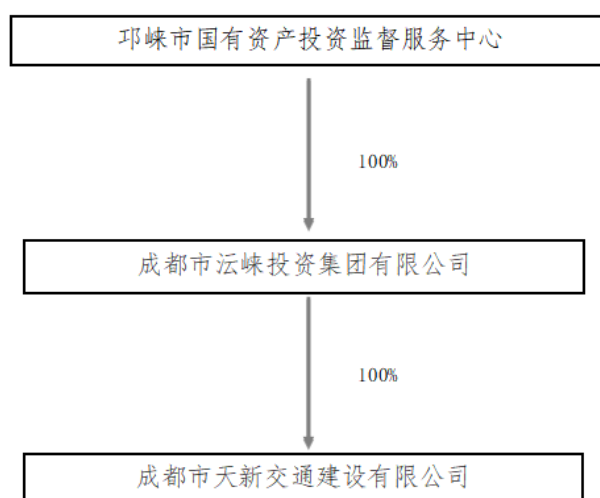 邛崃市国有资产投资监督服务中心
100%
成都市沄崃投资集团有限公司
100%
成都市天新交通建设有限公司